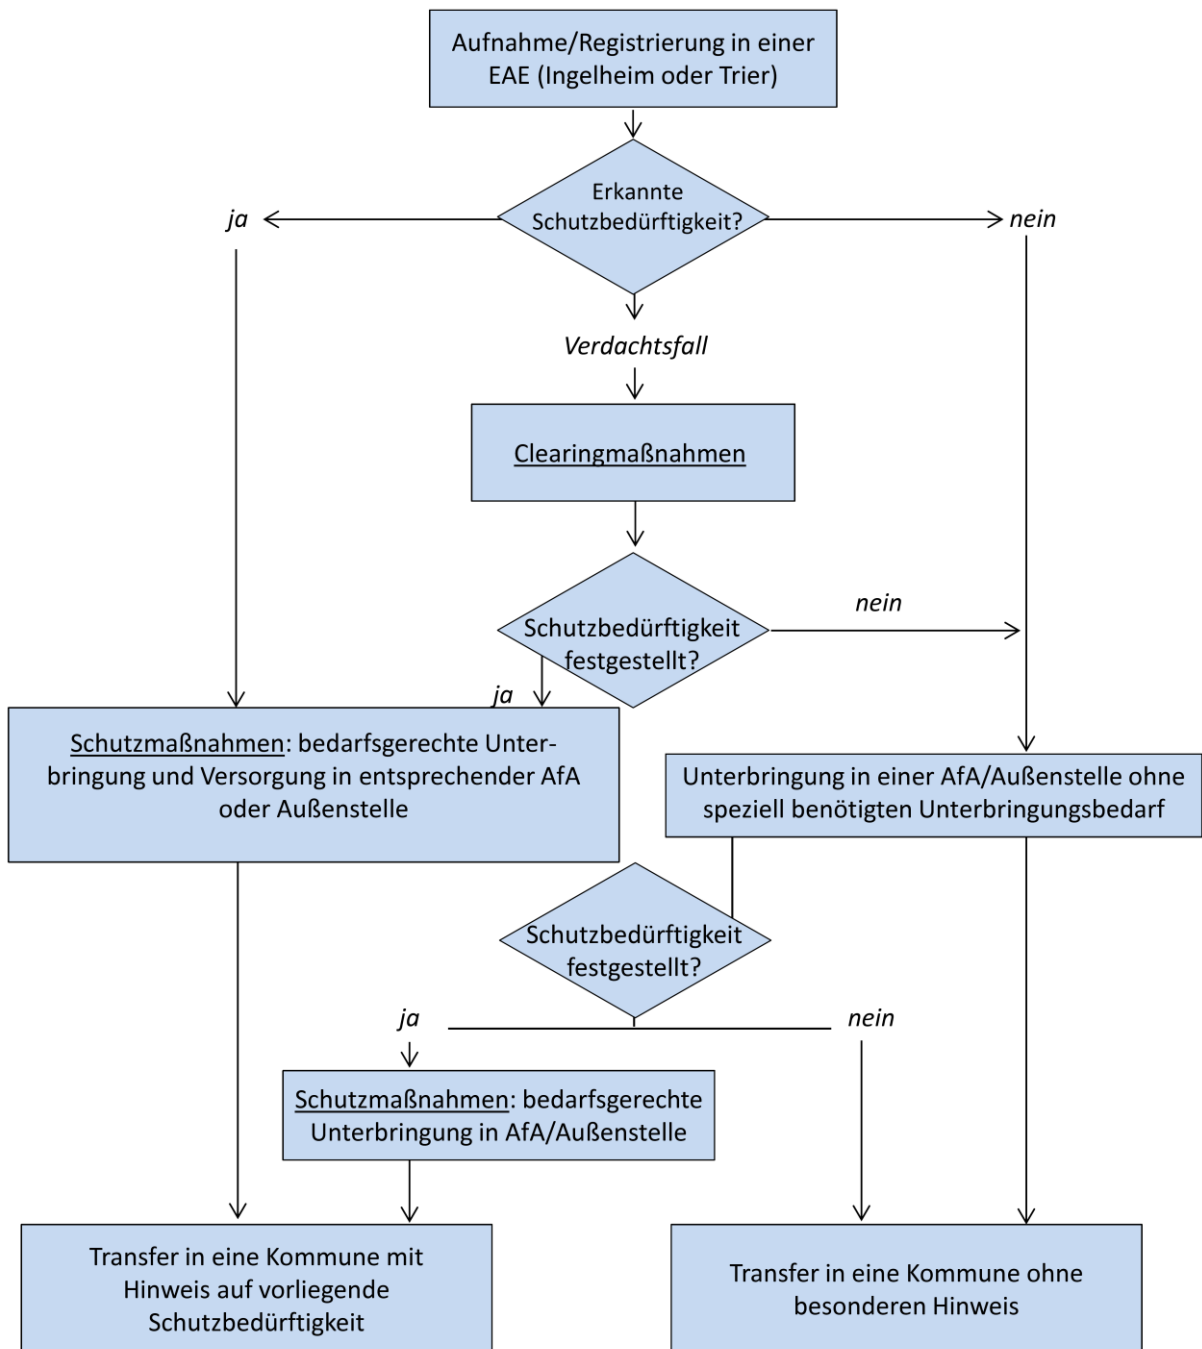 Aufnahme/Registrierung in einer
EAE (Ingelheim oder Trier)
Erkannte
Schutzbedürftigkeit?
ja
nein
Verdachtsfall
Clearingmaßnahmen
nein
Schutzbedürftigkeit
festgestellt?
ja
Schutzmaßnahmen: bedarfsgerechte Unter-
bringung und Versorgung in entsprechender AfA
oder Außenstelle
Unterbringung in einer AfA/Außenstelle ohne
speziell benötigten Unterbringungsbedarf
Schutzbedürftigkeit
festgestellt?
ja
nein
Schutzmaßnahmen: bedarfsgerechte
Unterbringung in AfA/Außenstelle
Transfer in eine Kommune mit
Hinweis auf vorliegende
Schutzbedürftigkeit
Transfer in eine Kommune ohne
besonderen Hinweis